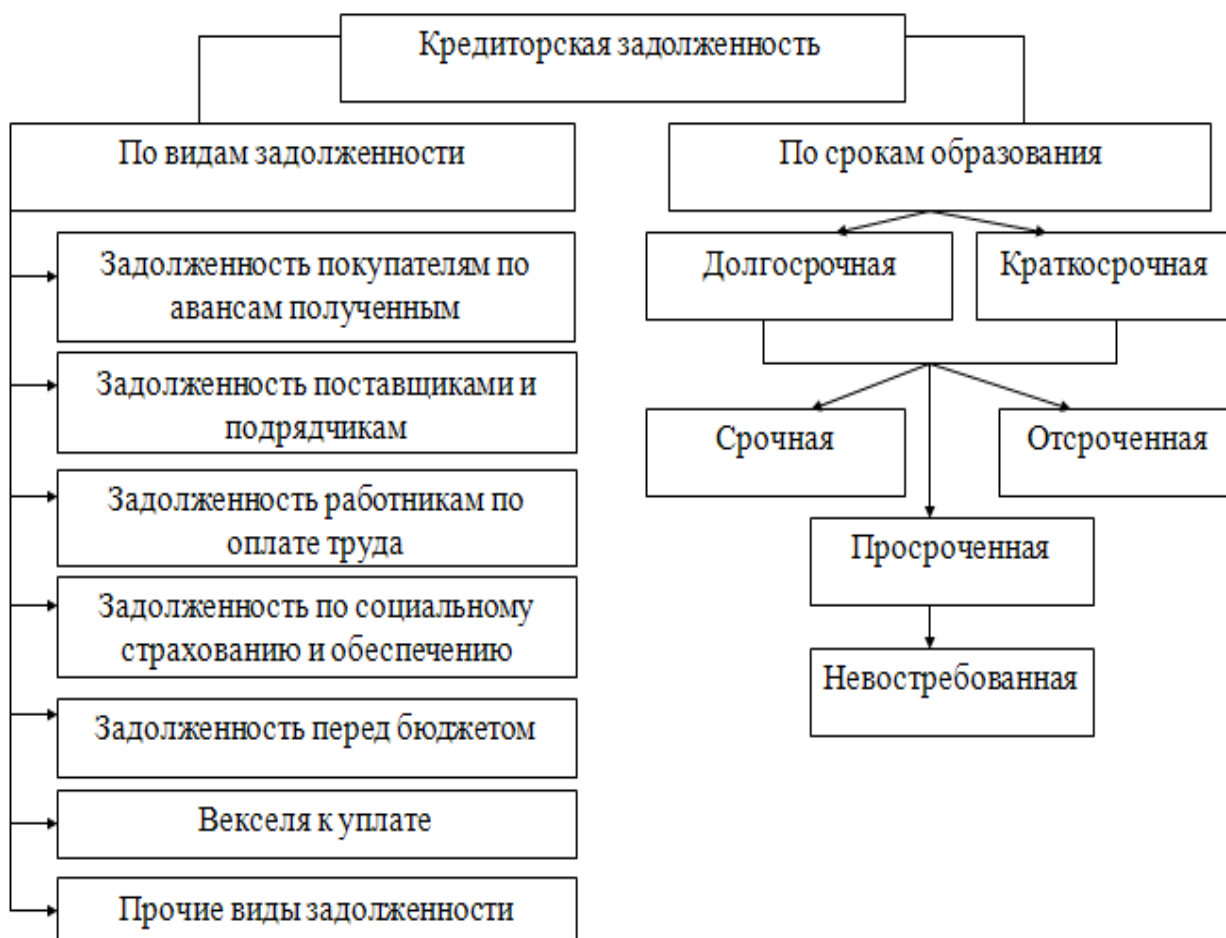 Кредиторская задолженность
По видам задолженности
Задолженность покупателям по
авансам полученным
Задолженность поставщиками и
подрядчикам
Задолженность работникам по
оплате труда
Задолженность по социальному
страхованию и обеспечению
Задолженность перед бюджетом
Векселя к уплате
Прочие виды задолженности
По срокам образования
Долгосрочная
Краткосрочная
Срочная
Отсроченная
Просроченная
Невостребованная